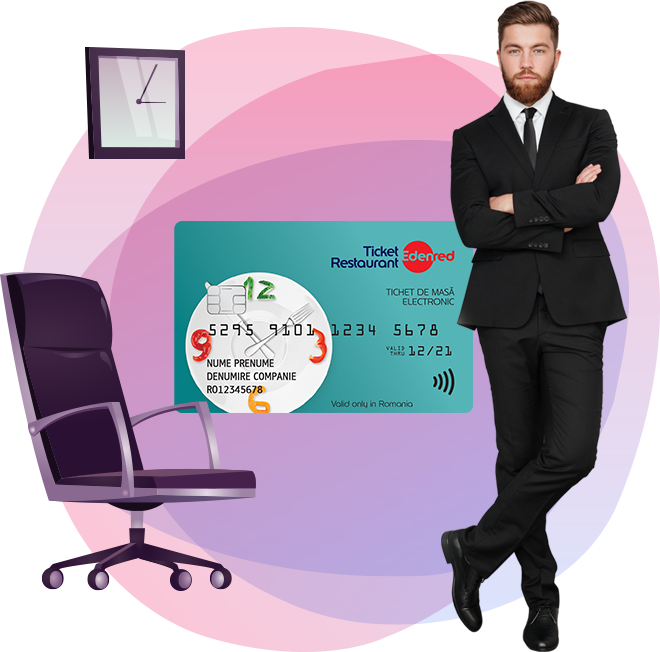 Ticket
Restaurant
Edenred
TICHET DE MASĂ
ELECTRONIC
12
3
6
9
5295 9101 1234 5678
VALID
THRU 12/21
NUME PRENUME
DENUMIRE COMPANIE
RO12345678
Valid only in Romania